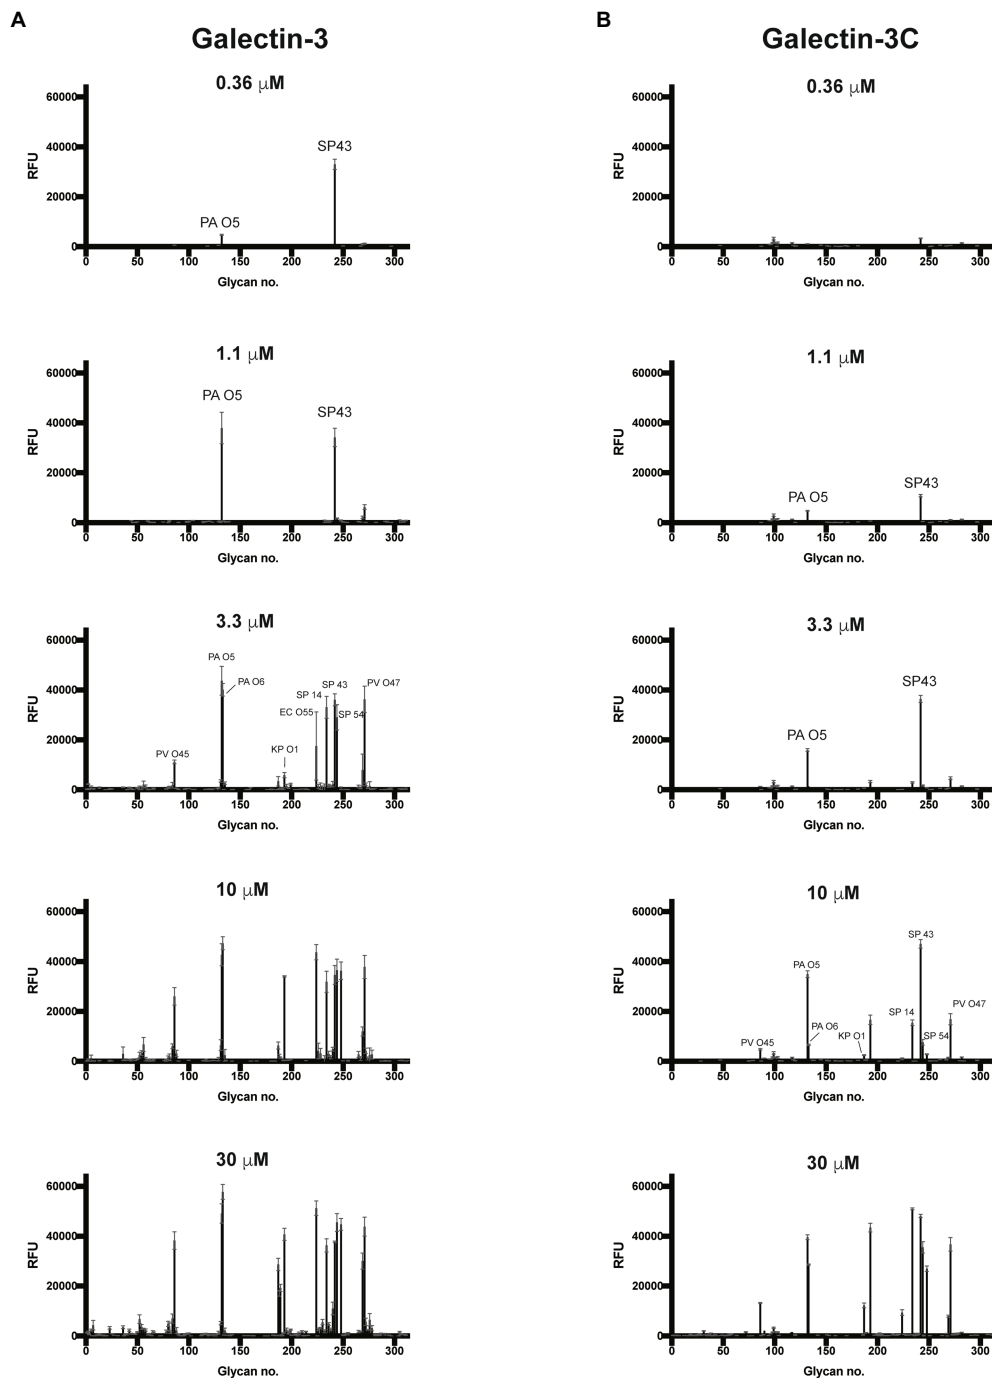 A
Galectin-3
0.36 μM
60000
40000
20000
0
RFU
SP43
PA O5
0 50 100 150 200 250 300
Glycan no.
1.1 μM
60000
40000
20000
0
RFU
PA O5
SP43
0 50 100 150 200 250 300
Glycan no.
3.3 μM
60000
40000
20000
0
RFU
PA O5
PA O6
SP 43
PV O47
SP 14
EC O55
SP 54
PV O45
KP O1
0 50 100 150 200 250 300
Glycan no.
10 μM
60000
40000
20000
0
RFU
0 50 100 150 200 250 300
Glycan no.
30 μM
60000
40000
20000
0
RFU
0 50 100 150 200 250 300
Glycan no.
B
Galectin-3C
0.36 μM
60000
40000
20000
0
RFU
0 50 100 150 200 250 300
Glycan no.
1.1 μM
60000
40000
20000
0
RFU
SP43
PA O5
0 50 100 150 200 250 300
Glycan no.
3.3 μM
60000
40000
20000
0
RFU
SP43
PA O5
0 50 100 150 200 250 300
Glycan no.
10 μM
60000
40000
20000
0
RFU
SP 43
PA O5
PV O47
SP 14
PA O6
KP O1
SP 54
PV O45
0 50 100 150 200 250 300
Glycan no.
30 μM
60000
40000
20000
0
RFU
0 50 100 150 200 250 300
Glycan no.